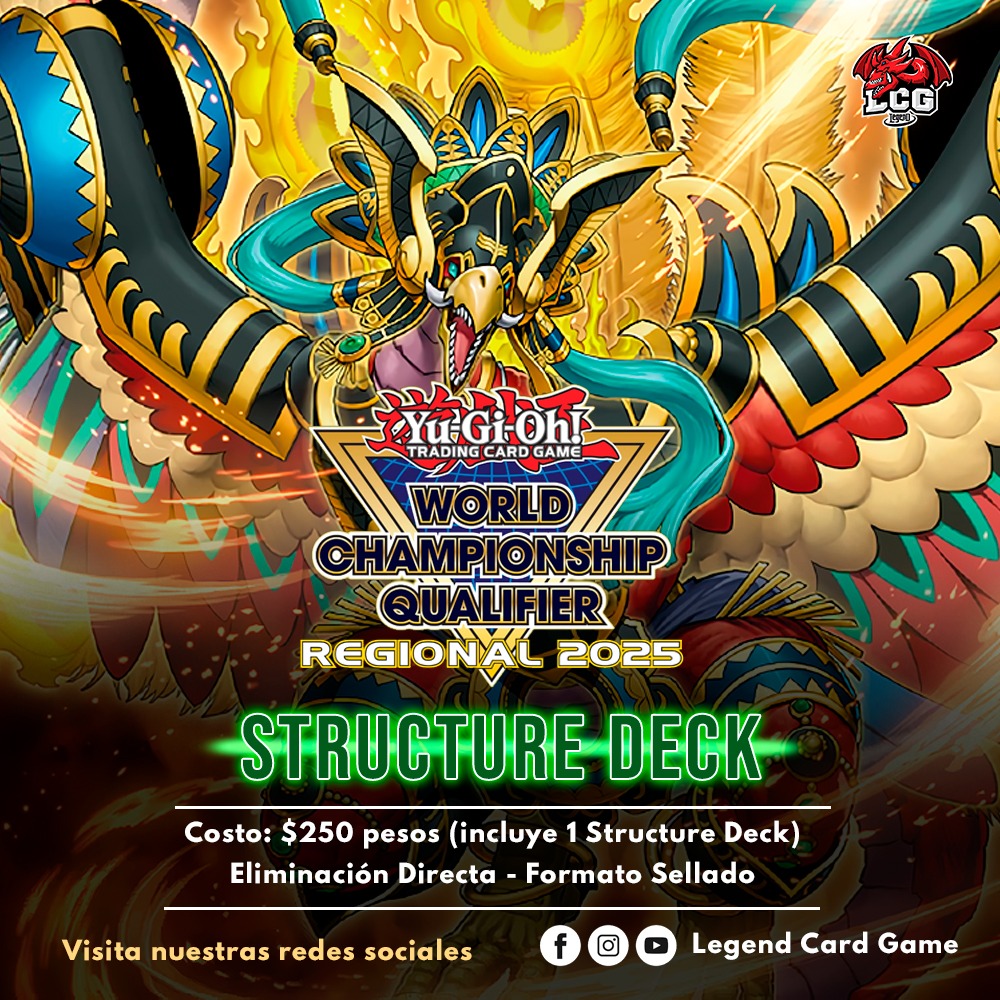 LCG
Legend
Yu-Gi-Oh!
TRADING CARD GAME
WORLD
CHAMPIONSHIP
QUALIFIER
REGIONAL 2025
STRUCTURE DECK
Costo: $250 pesos (incluye 1 Structure Deck)
Eliminación Directa - Formato Sellado
Visita nuestras redes sociales
Legend Card Game